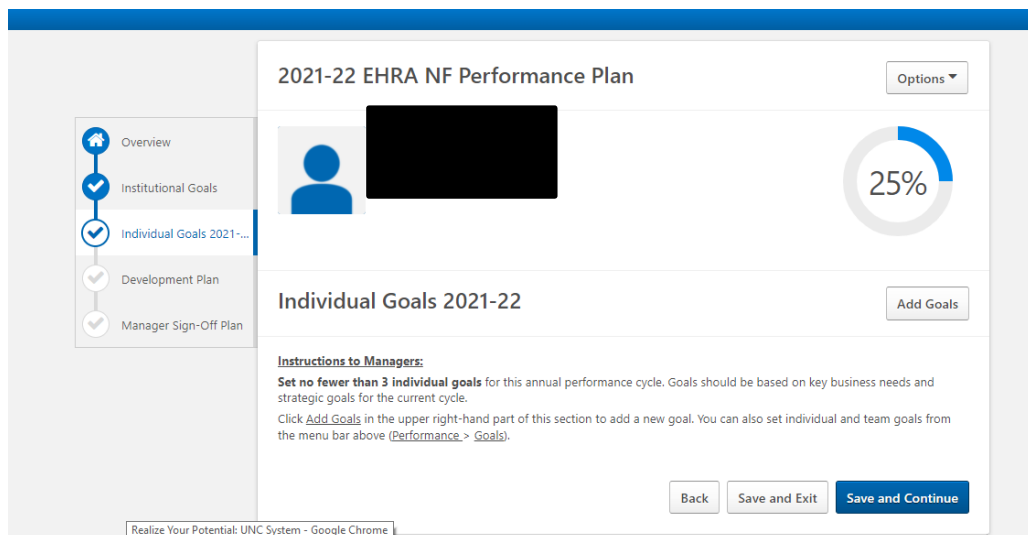 2021-22 EHRA NF Performance Plan
Options
Overview
Institutional Goals
Individual Goals 2021-...
Development Plan
Manager Sign-Off Plan
25%
Individual Goals 2021-22
Add Goals
Instructions to Managers:
Set no fewer than 3 individual goals for this annual performance cycle. Goals should be based on key business needs and
strategic goals for the current cycle.
Click Add Goals in the upper right-hand part of this section to add a new goal. You can also set individual and team goals from
the menu bar above (Performance > Goals).
Back
Save and Exit
Save and Continue
Realize Your Potential: UNC System - Google Chrome